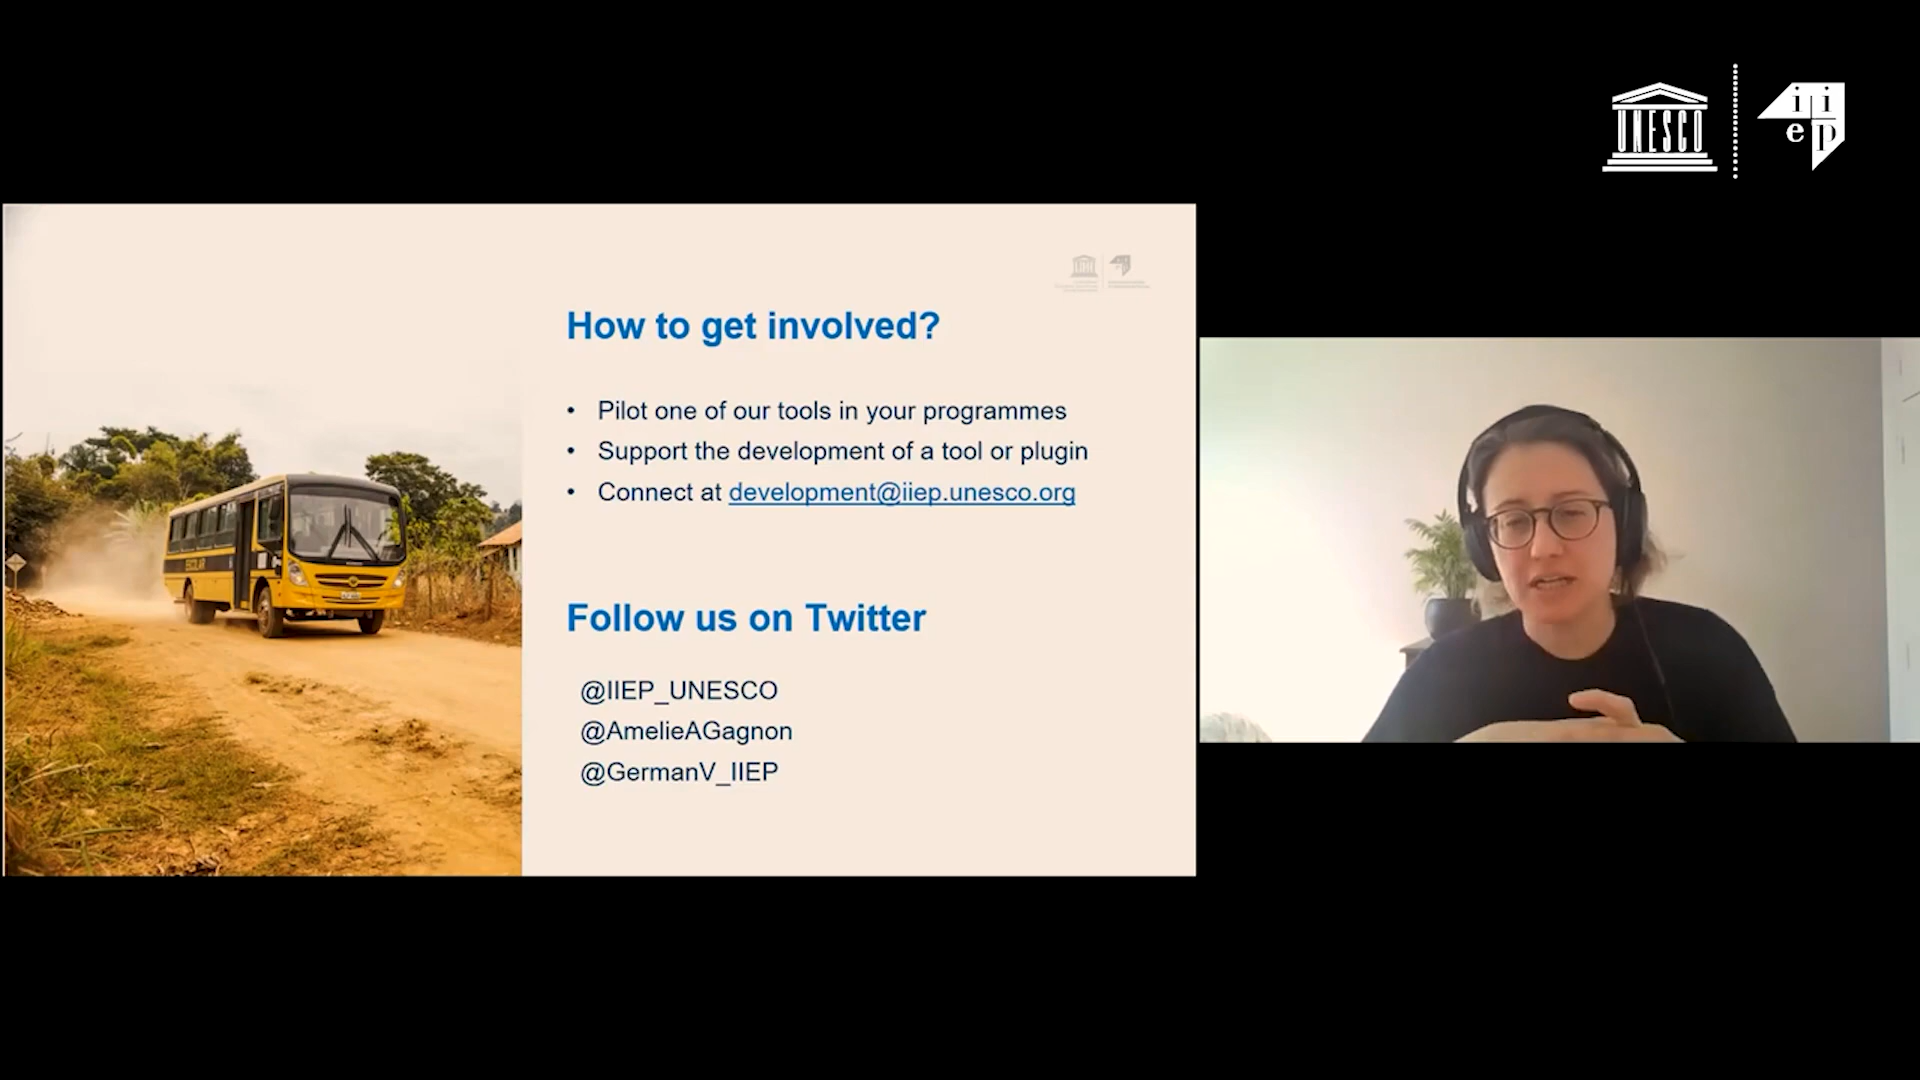 UNESCO
iiep
How to get involved?
• Pilot one of our tools in your programmes
• Support the development of a tool or plugin
• Connect at development@iiep.unesco.org
ESCOLAR
Follow us on Twitter
@IIEP_UNESCO
@AmelieAGagnon
@GermanV_IIEP